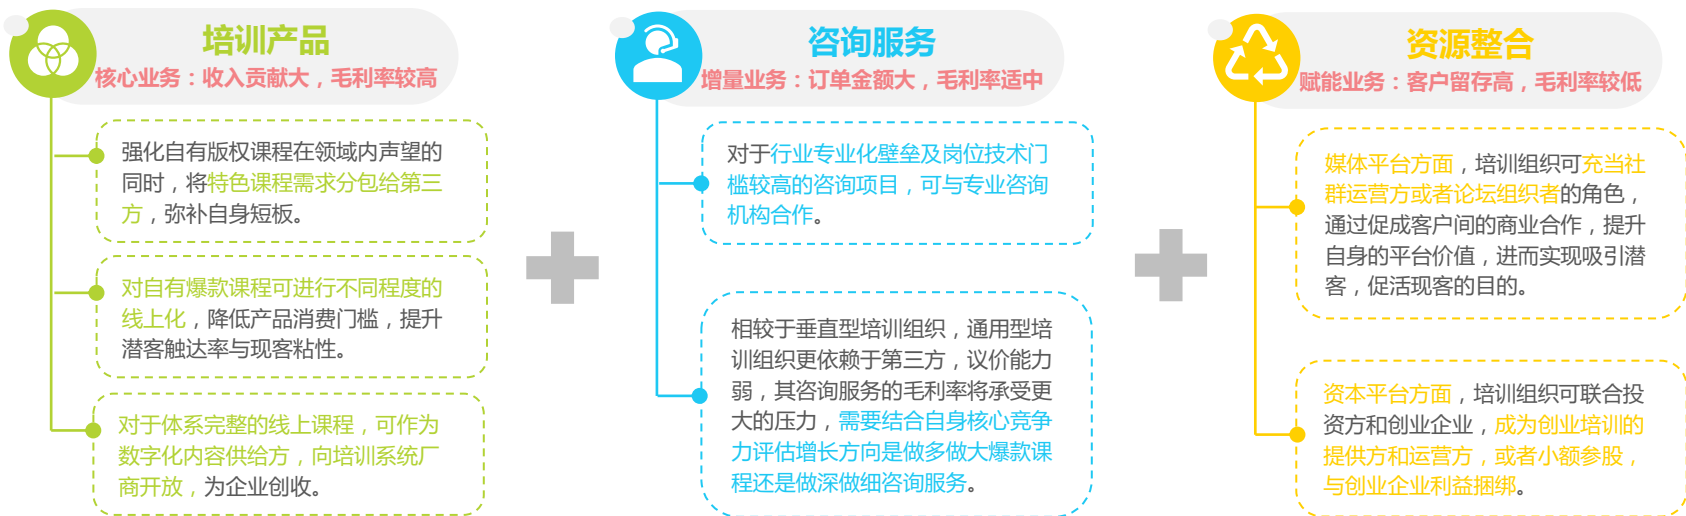 培训产品
核心业务：收入贡献大，毛利率较高
强化自有版权课程在领域内声望的
同时，将特色课程需求分包给第三
方，弥补自身短板。
对自有爆款课程可进行不同程度的
线上化，降低产品消费门槛，提升
潜客触达率与现客粘性。
对于体系完整的线上课程，可作为
数字化内容供给方，向培训系统厂
商开放，为企业创收。
咨询服务
增量业务：订单金额大，毛利率适中
对于行业专业化壁垒及岗位技术门
槛较高的咨询项目，可与专业咨询
机构合作。
相较于垂直型培训组织，通用型培
训组织更依赖于第三方，议价能力
弱，其咨询服务的毛利率将承受更
大的压力，需要结合自身核心竞争
力评估增长方向是做多做大爆款课
程还是做深做细咨询服务。
资源整合
赋能业务：客户留存高，毛利率较低
媒体平台方面，培训组织可充当社
群运营方或者论坛组织者的角色，
通过促成客户间的商业合作，提升
自身的平台价值，进而实现吸引潜
客，促活现客的目的。
资本平台方面，培训组织可联合投
资方和创业企业，成为创业培训的
提供方和运营方，或者小额参股，
与创业企业利益捆绑。